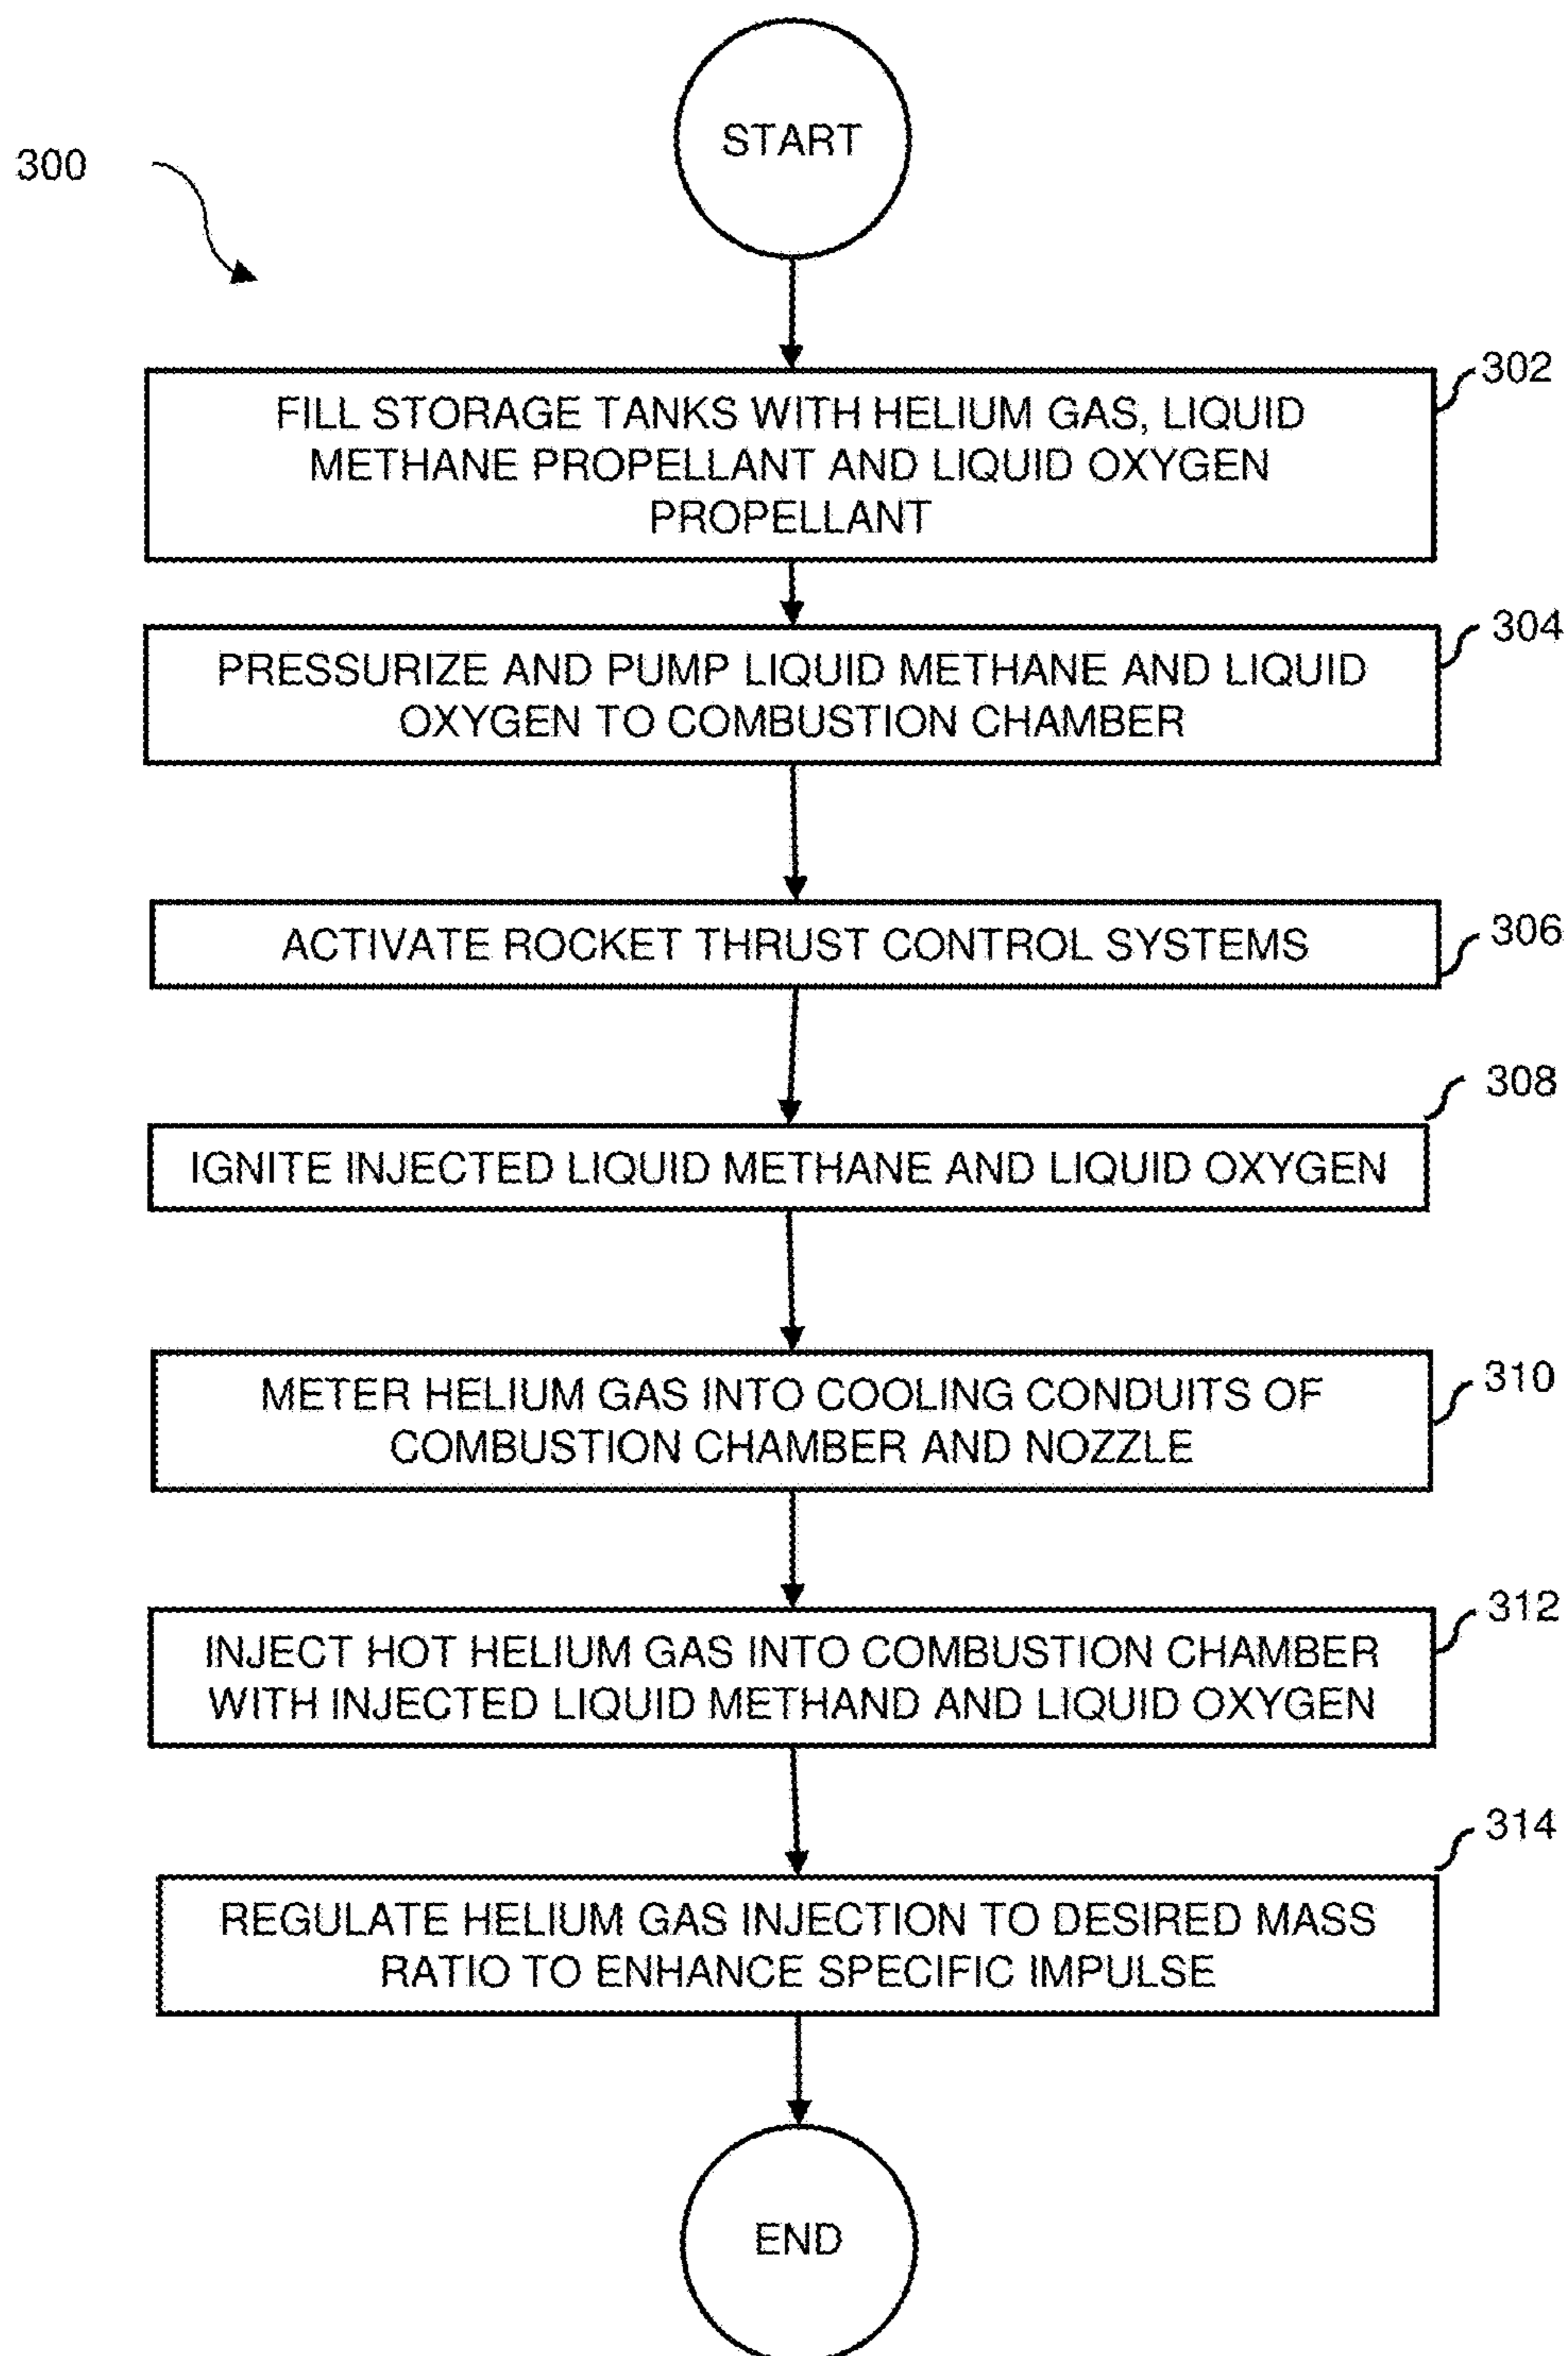 START
300
302
FILL STORAGE TANKS WITH HELIUM GAS, LIQUID
METHANE PROPELLANT AND LIQUID OXYGEN
PROPELLANT
304
PRESSURIZE AND PUMP LIQUID METHANE AND LIQUID
OXYGEN TO COMBUSTION CHAMBER
306
ACTIVATE ROCKET THRUST CONTROL SYSTEMS
308
IGNITE INJECTED LIQUID METHANE AND LIQUID OXYGEN
310
METER HELIUM GAS INTO COOLING CONDUITS OF
COMBUSTION CHAMBER AND NOZZLE
312
INJECT HOT HELIUM GAS INTO COMBUSTION CHAMBER
WITH INJECTED LIQUID METHAND AND LIQUID OXYGEN
314
REGULATE HELIUM GAS INJECTION TO DESIRED MASS
RATIO TO ENHANCE SPECIFIC IMPULSE
END